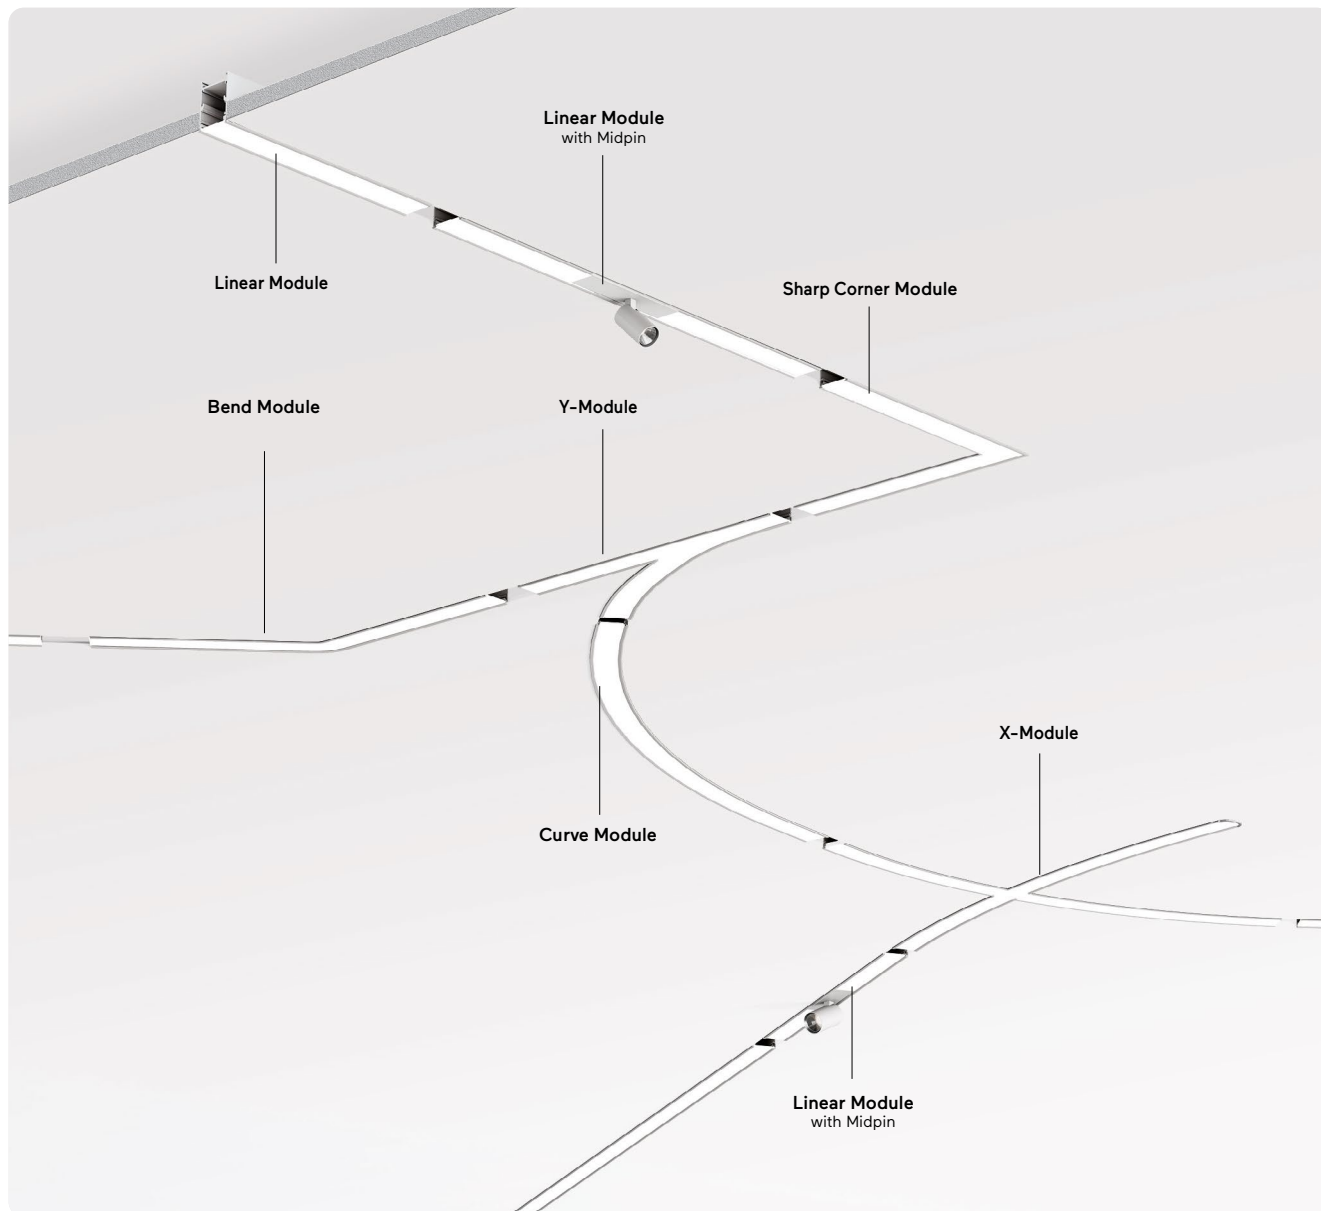 Linear Module
with Midpin
Linear Module
Sharp Corner Module
Bend Module
Y-Module
X-Module
Curve Module
Linear Module
with Midpin